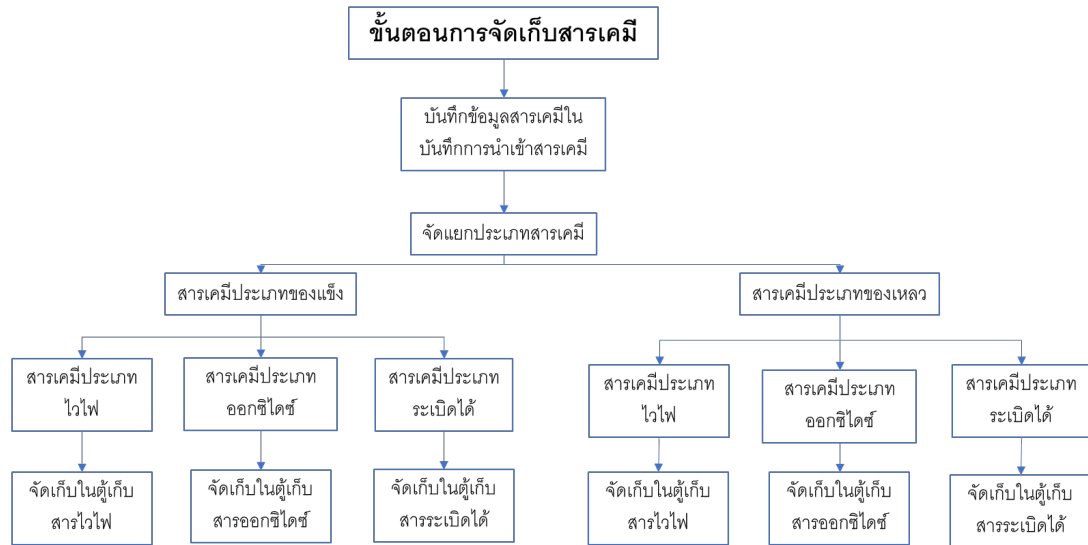 ขั้นตอนการจัดเก็บสารเคมี
บันทึกข้อมูลสารเคมีใน
บันทึกการนำเข้าสารเคมี
จัดแยกประเภทสารเคมี
สารเคมีประเภทของแข็ง
สารเคมีประเภทของเหลว
สารเคมีประเภท
ไวไฟ
สารเคมีประเภท
ออกซิไดซ์
สารเคมีประเภท
ระเบิดได้
สารเคมีประเภท
ไวไฟ
สารเคมีประเภท
ออกซิไดซ์
สารเคมีประเภท
ระเบิดได้
จัดเก็บในตู้เก็บ
สารไวไฟ
จัดเก็บในตู้เก็บ
สารออกซิไดซ์
จัดเก็บในตู้เก็บ
สารระเบิดได้
จัดเก็บในตู้เก็บ
สารไวไฟ
จัดเก็บในตู้เก็บ
สารออกซิไดซ์
จัดเก็บในตู้เก็บ
สารระเบิดได้